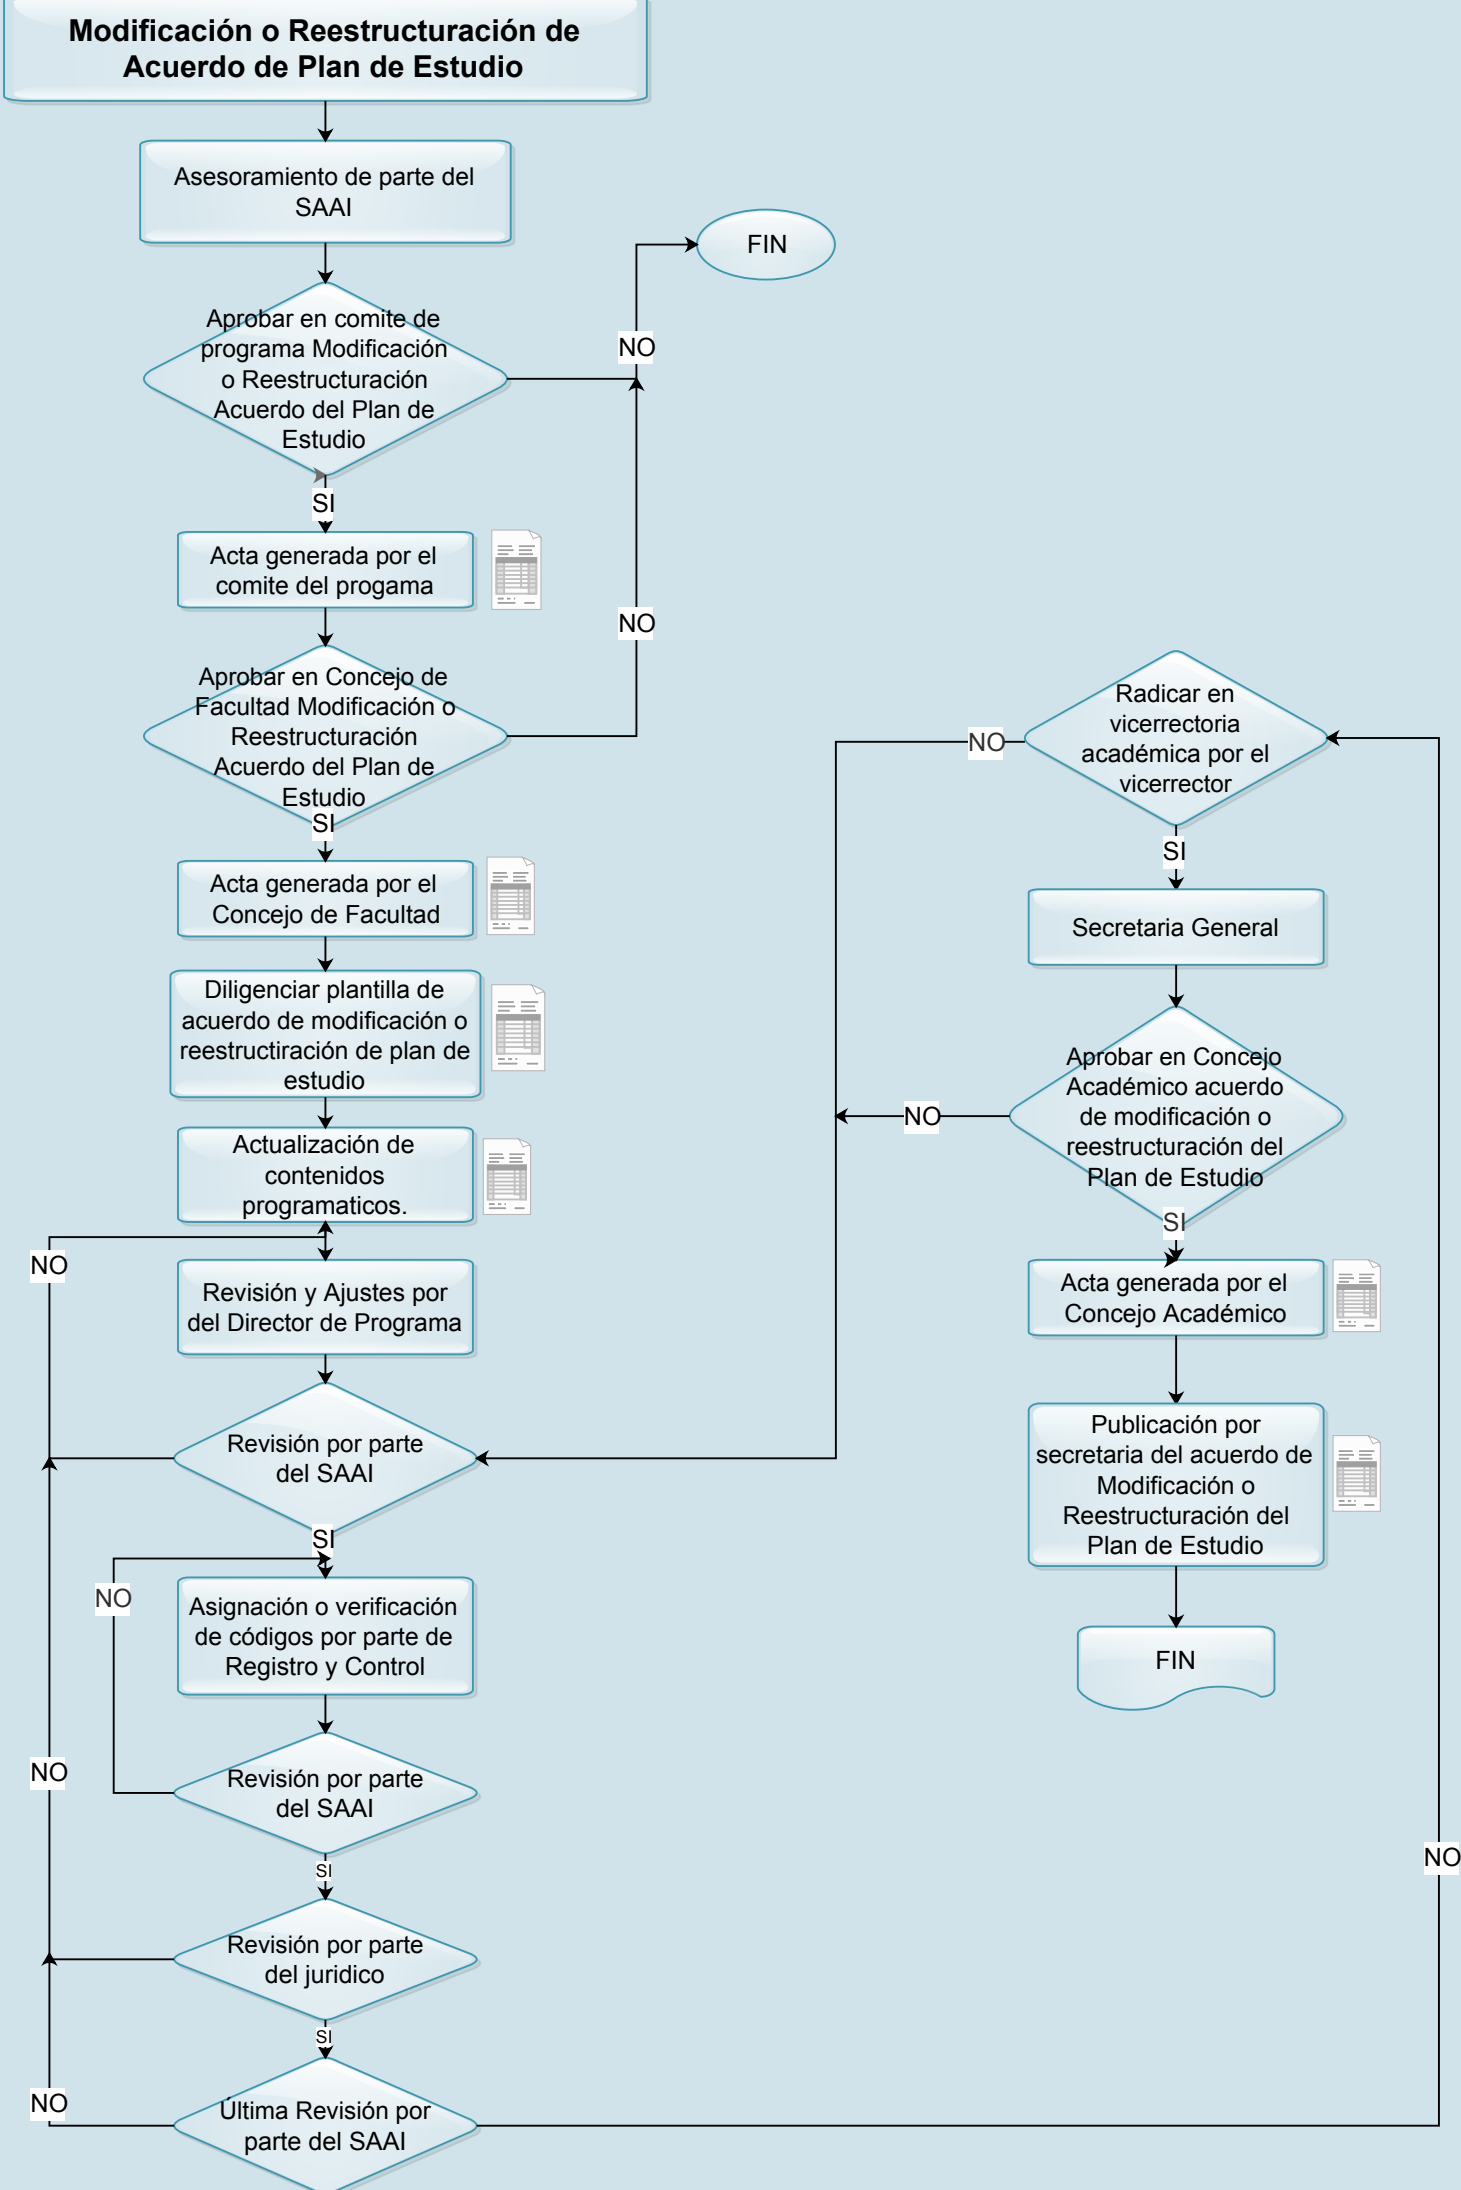 Modificación o Reestructuración de
Acuerdo de Plan de Estudio
Asesoramiento de parte del
SAAI
FIN
Aprobar en comite de
programa Modificación
o Reestructuración
Acuerdo del Plan de
Estudio
NO
SI
Acta generada por el
comite del progama
NO
Aprobar en Concejo de
Facultad Modificación o
Reestructuración
Acuerdo del Plan de
Estudio
SI
Acta generada por el
Concejo de Facultad
Diligenciar plantilla de
acuerdo de modificación o
reestructiración de plan de
estudio
Actualización de
contenidos
programaticos.
NO
Revisión y Ajustes por
del Director de Programa
Revisión por parte
del SAAI
SI
NO
Asignación o verificación
de códigos por parte de
Registro y Control
NO
Revisión por parte
del SAAI
SI
Revisión por parte
del juridico
SI
NO
Última Revisión por
parte del SAAI
NO
Radicar en
vicerrectoria
académica por el
vicerrector
NO
SI
Secretaria General
Aprobar en Concejo
Académico acuerdo
de modificación o
reestructuración del
Plan de Estudio
NO
SI
Acta generada por el
Concejo Académico
Publicación por
secretaria del acuerdo de
Modificación o
Reestructuración del
Plan de Estudio
FIN